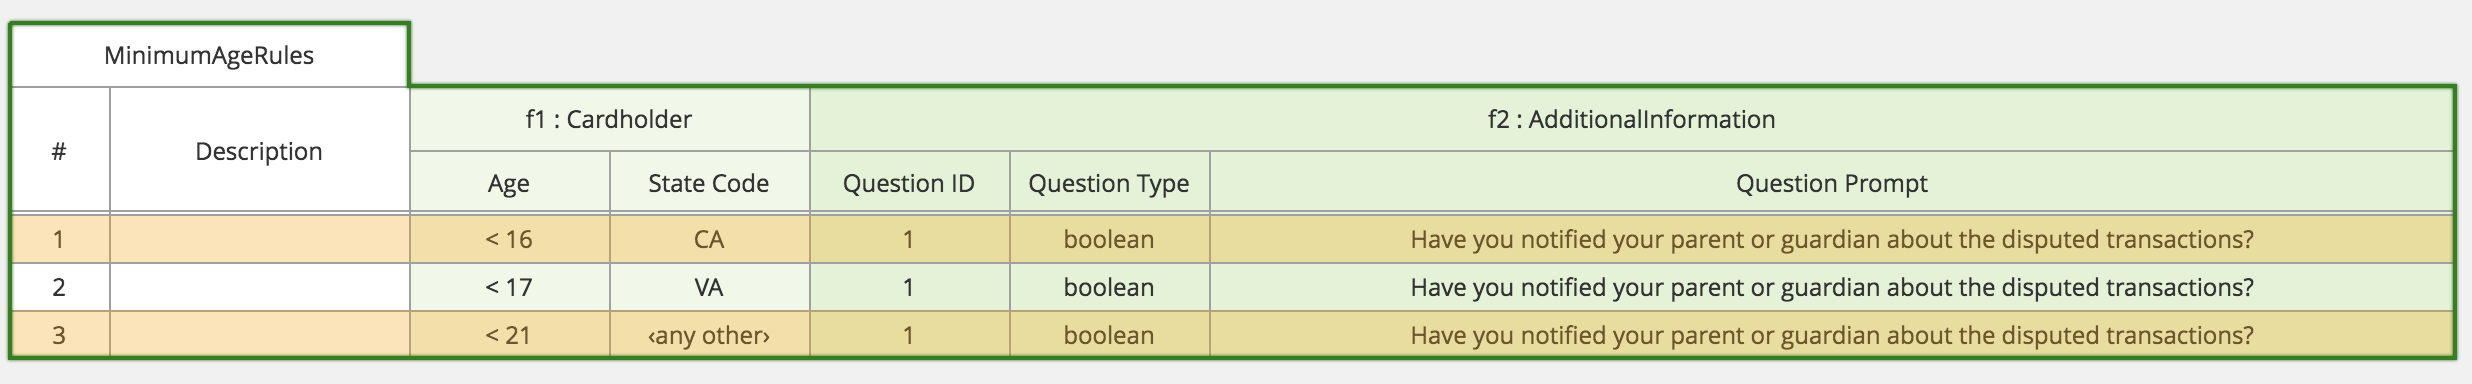 MinimumAgeRules
# Description f1 : Cardholder f2 : AdditionalInformation
Age State Code Question ID Question Type Question Prompt
1 < 16 CA 1 boolean Have you notified your parent or guardian about the disputed transactions?
2 < 17 VA 1 boolean Have you notified your parent or guardian about the disputed transactions?
3 < 21 ‹any other› 1 boolean Have you notified your parent or guardian about the disputed transactions?